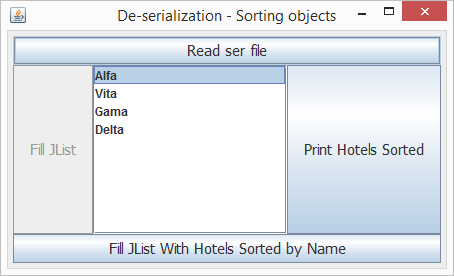 De-serialization - Sorting objects
Read ser file
Fill JList
Alfa
Vita
Gama
Delta
Print Hotels Sorted
Fill JList With Hotels Sorted by Name